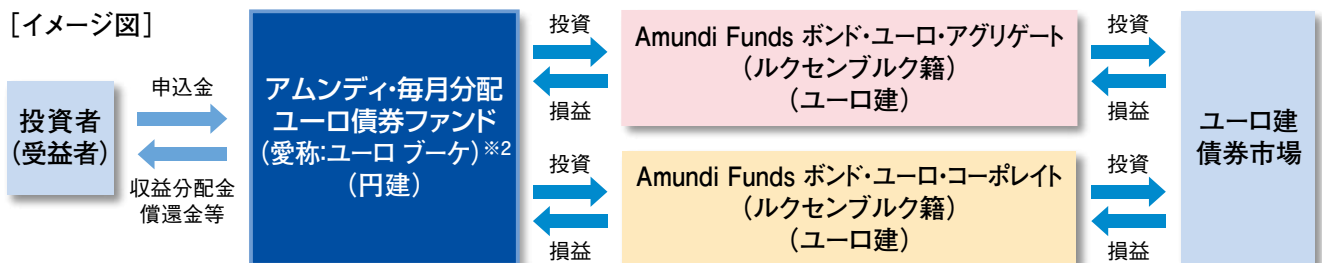 [イメージ図]
投資者
(受益者)
申込金
収益分配金
償還金等
アムンディ・毎月分配
ユーロ債券ファンド
(愛称:ユーロ ブーケ)※2
(円建)
投資
損益
投資
損益
Amundi Funds ボンド・ユーロ・アグリゲート
(ルクセンブルク籍)
(ユーロ建)
Amundi Funds ボンド・ユーロ・コーポレイト
(ルクセンブルク籍)
(ユーロ建)
投資
損益
投資
損益
ユーロ建
債券市場